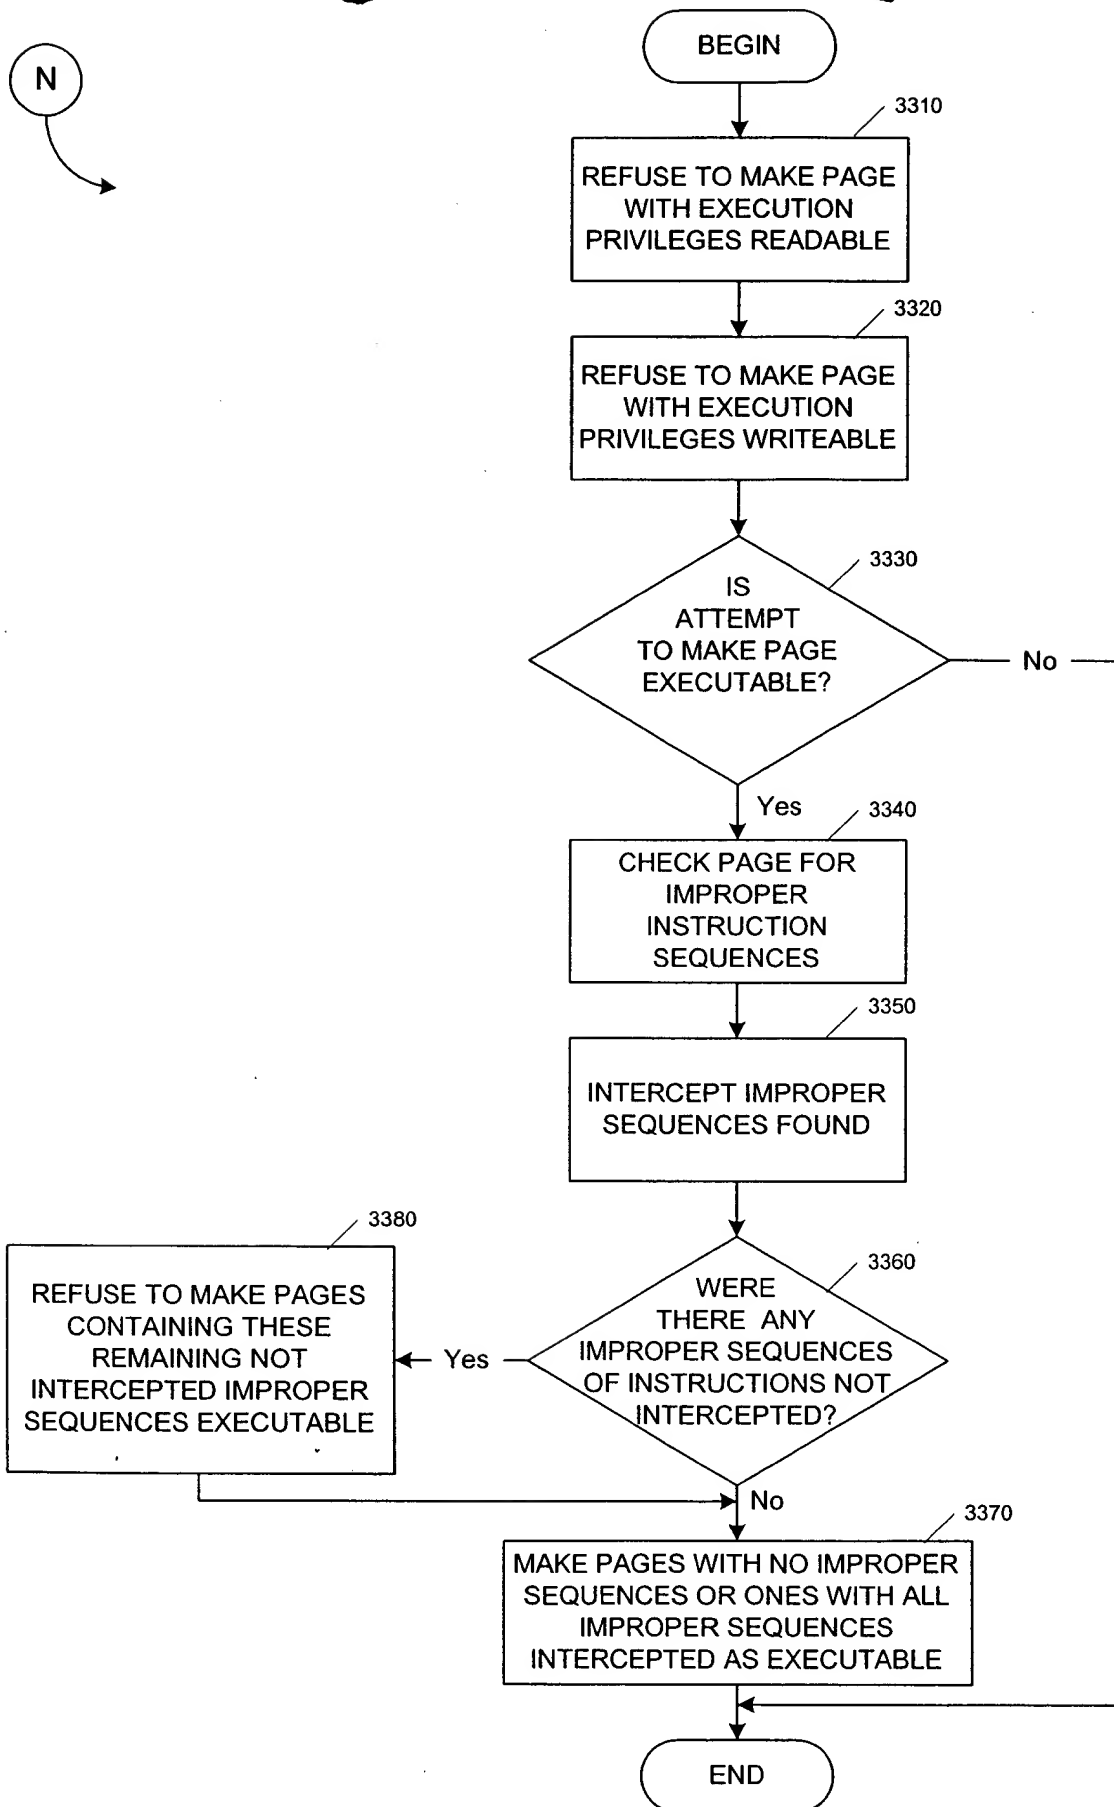 BEGIN
N
3310
REFUSE TO MAKE PAGE
WITH EXECUTION
PRIVILEGES READABLE
3320
REFUSE TO MAKE PAGE
WITH EXECUTION
PRIVILEGES WRITEABLE
3330
IS
ATTEMPT
TO MAKE PAGE
EXECUTABLE?
No
Yes
3340
CHECK PAGE FOR
IMPROPER
INSTRUCTION
SEQUENCES
3350
INTERCEPT IMPROPER
SEQUENCES FOUND
3360
WERE
THERE ANY
IMPROPER SEQUENCES
OF INSTRUCTIONS NOT
INTERCEPTED?
Yes
3380
REFUSE TO MAKE PAGES
CONTAINING THESE
REMAINING NOT
INTERCEPTED IMPROPER
SEQUENCES EXECUTABLE
No
3370
MAKE PAGES WITH NO IMPROPER
SEQUENCES OR ONES WITH ALL
IMPROPER SEQUENCES
INTERCEPTED AS EXECUTABLE
END